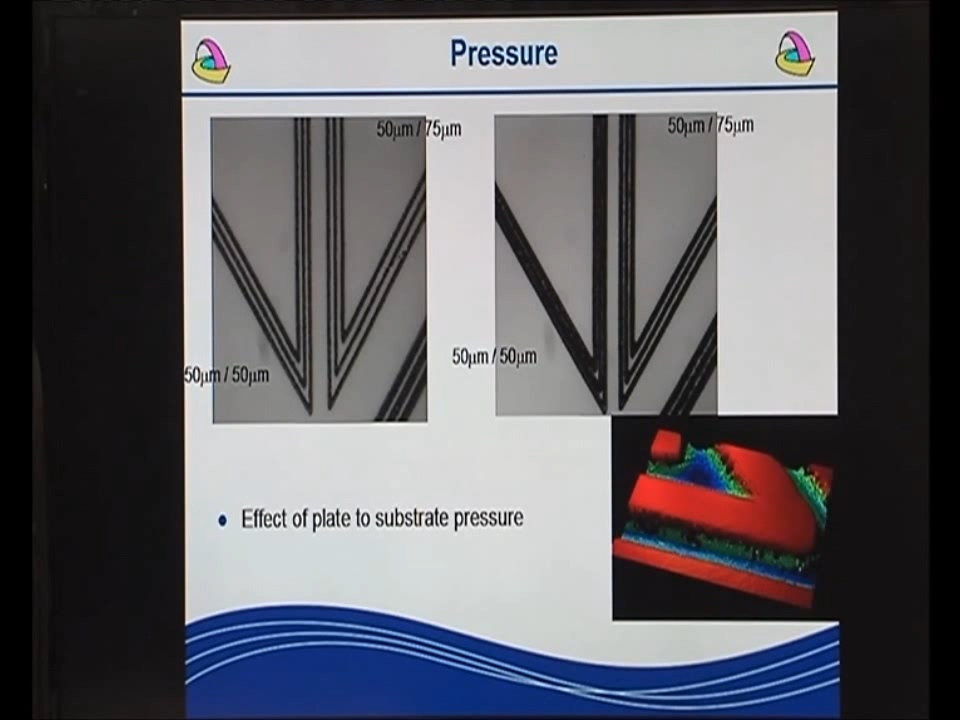 Pressure
50μm / 75μm
50μm / 75μm
50μm / 50μm
50μm / 50μm
• Effect of plate to substrate pressure